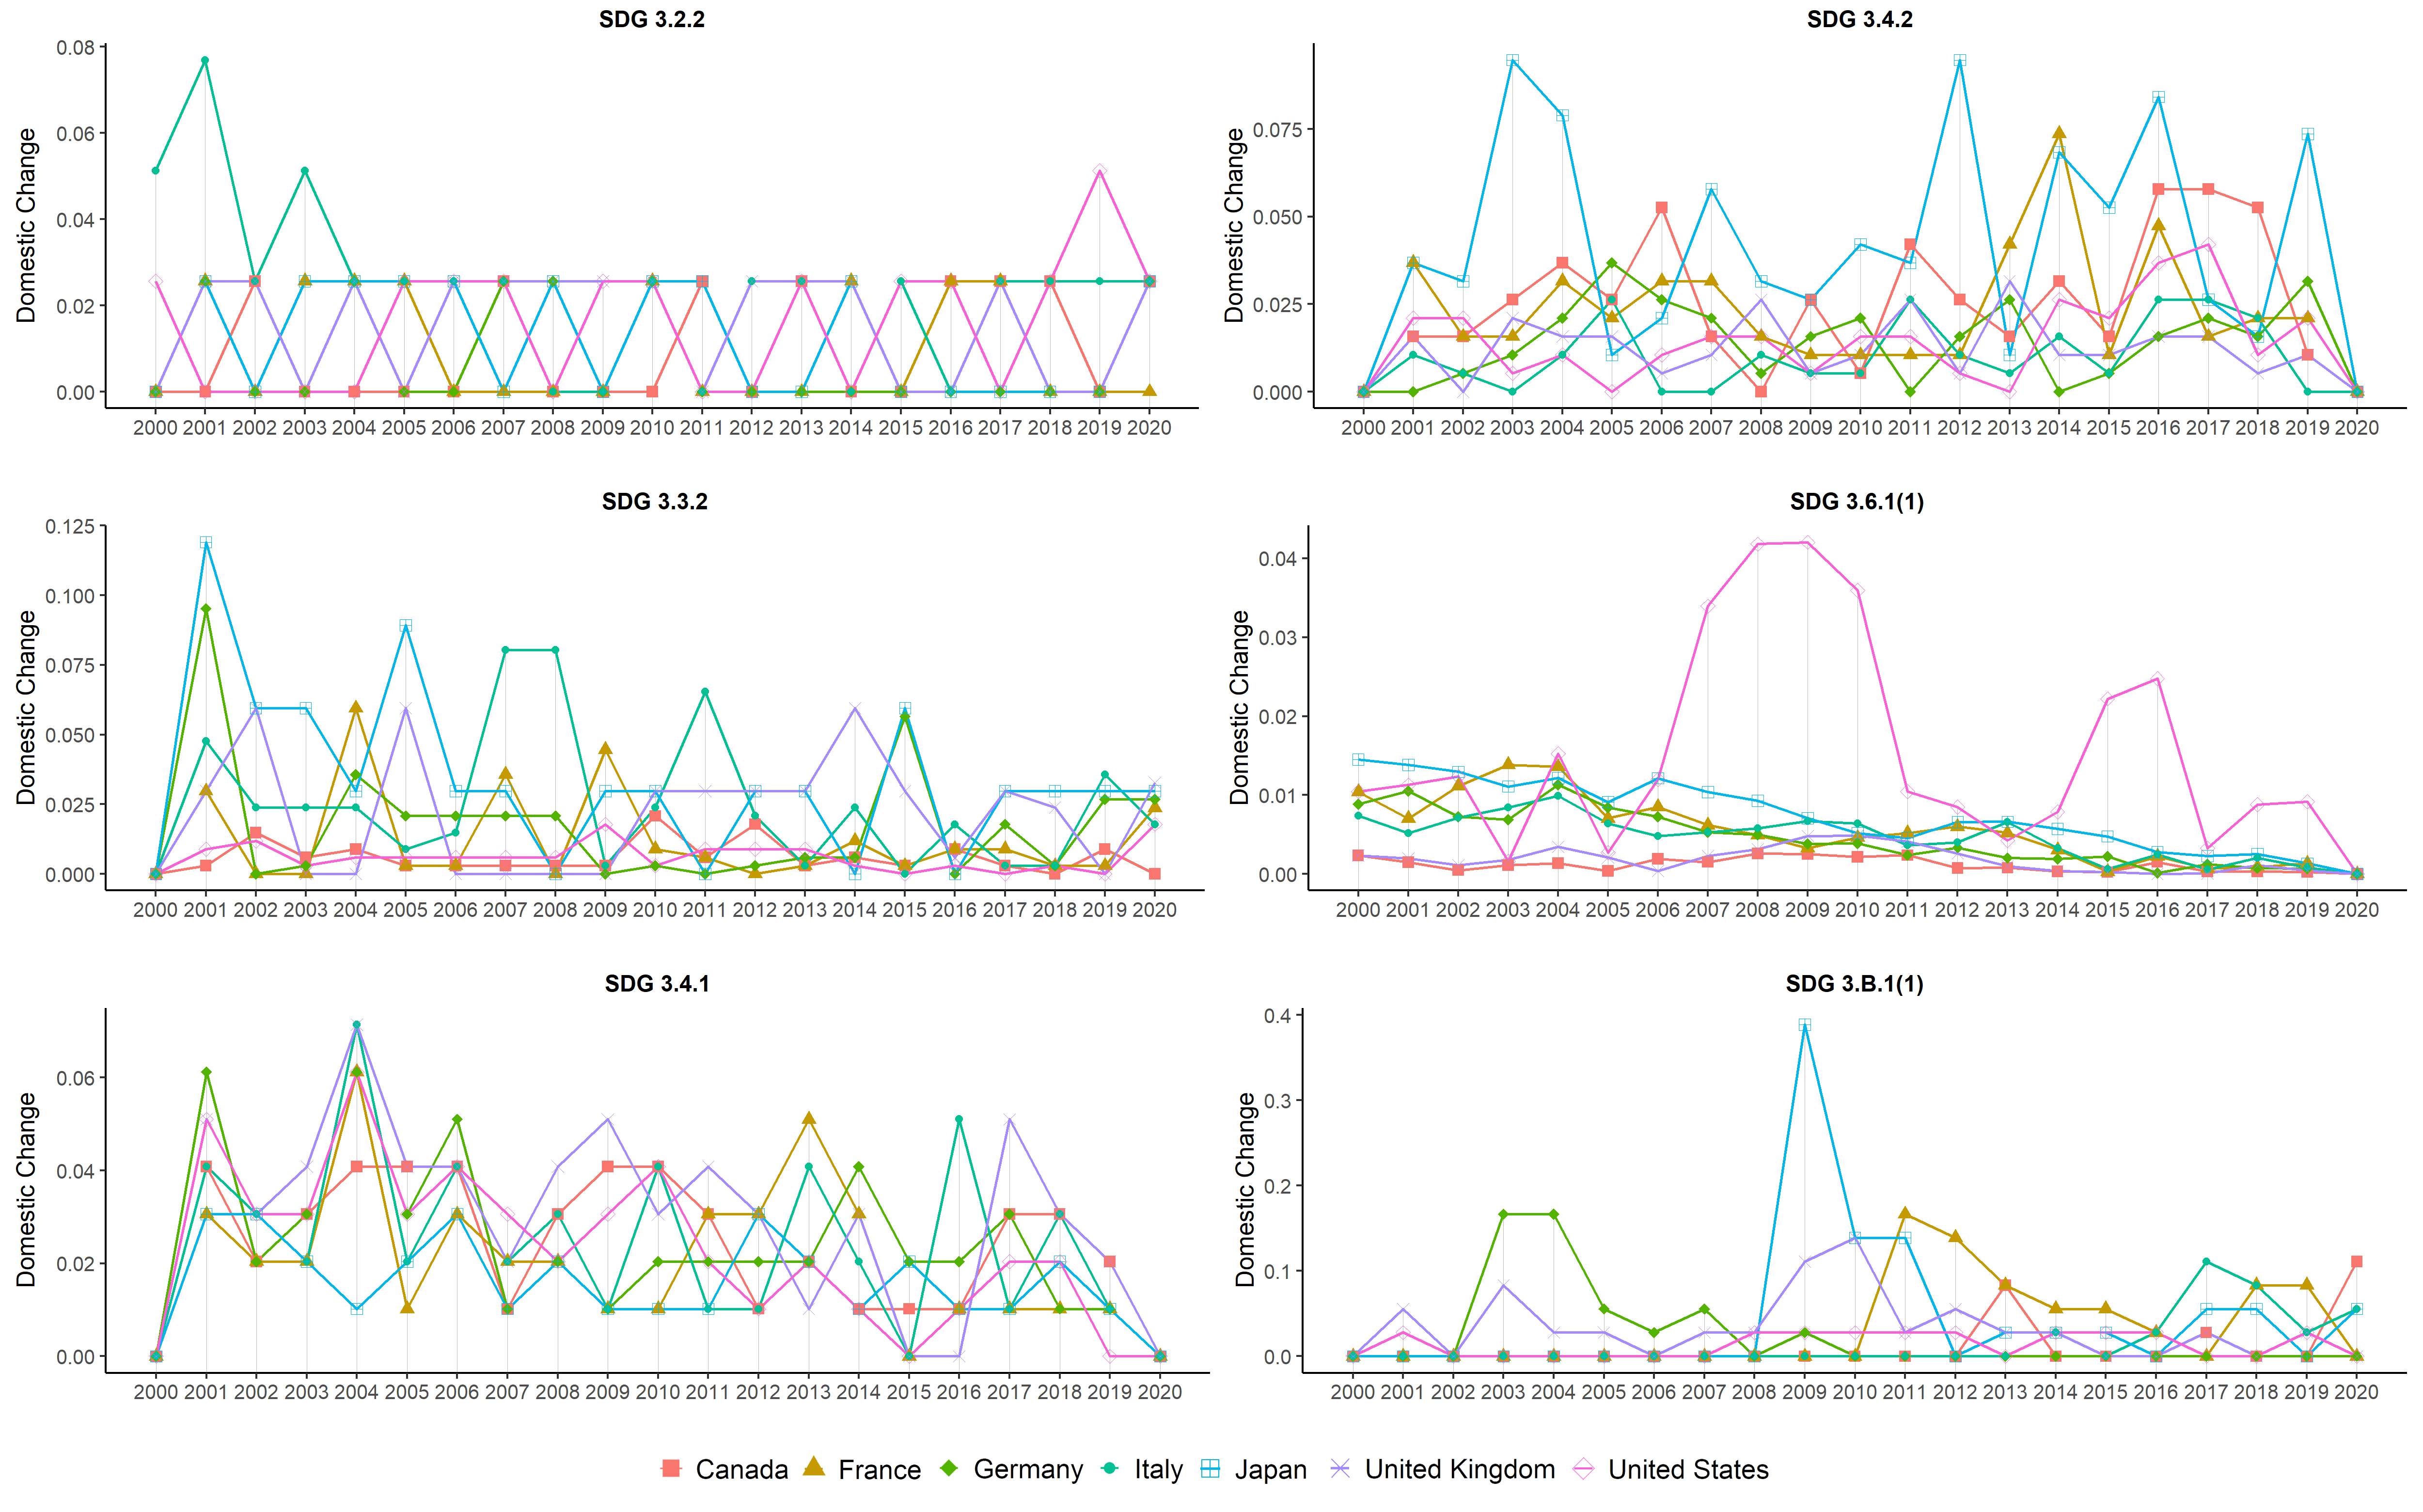 SDG 3.2.2
Domestic Change
0.08
0.06
0.04
0.02
0.00
2000 2001 2002 2003 2004 2005 2006 2007 2008 2009 2010 2011 2012 2013 2014 2015 2016 2017 2018 2019 2020
SDG 3.4.2
Domestic Change
0.075
0.050
0.025
0.000
2000 2001 2002 2003 2004 2005 2006 2007 2008 2009 2010 2011 2012 2013 2014 2015 2016 2017 2018 2019 2020
SDG 3.3.2
Domestic Change
0.125
0.100
0.075
0.050
0.025
0.000
2000 2001 2002 2003 2004 2005 2006 2007 2008 2009 2010 2011 2012 2013 2014 2015 2016 2017 2018 2019 2020
SDG 3.6.1(1)
Domestic Change
0.04
0.03
0.02
0.01
0.00
2000 2001 2002 2003 2004 2005 2006 2007 2008 2009 2010 2011 2012 2013 2014 2015 2016 2017 2018 2019 2020
SDG 3.4.1
Domestic Change
0.06
0.04
0.02
0.00
2000 2001 2002 2003 2004 2005 2006 2007 2008 2009 2010 2011 2012 2013 2014 2015 2016 2017 2018 2019 2020
SDG 3.B.1(1)
Domestic Change
0.4
0.3
0.2
0.1
0.0
2000 2001 2002 2003 2004 2005 2006 2007 2008 2009 2010 2011 2012 2013 2014 2015 2016 2017 2018 2019 2020
Canada France Germany Italy Japan United Kingdom United States